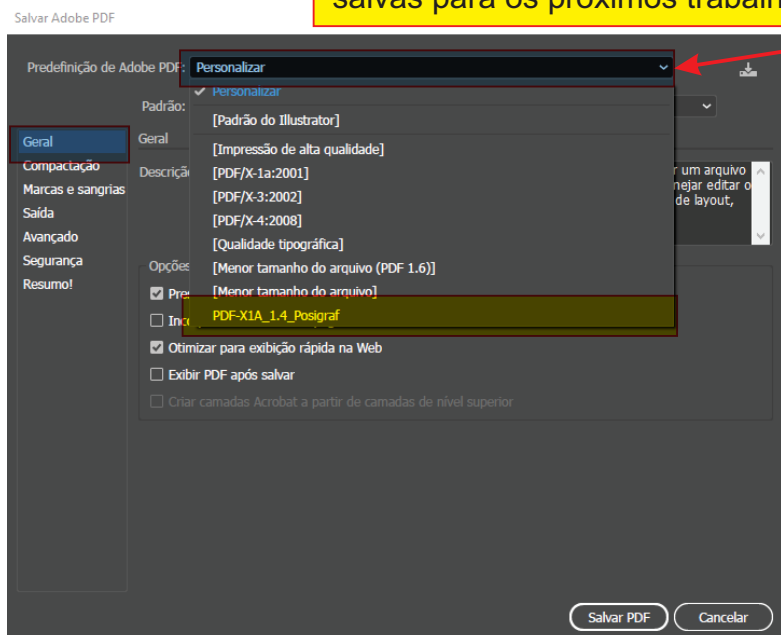 salvas para os próximos
Salvar Adobe PDF
Predefinição de Adobe PDF: Personalizar
Personalizar
Padrão:
[Padrão do Illustrator]
Geral
Geral
[Impressão de alta qualidade]
Compactação
Descriçã
[PDF/X-1a:2001]
r um arquivo
Marcas e sangrias
[PDF/X-3:2002]
nejar editar o
Saída
[PDF/X-4:2008]
de layout,
Avançado
[Qualidade tipográfica]
Segurança
Opções
[Menor tamanho do arquivo (PDF 1.6)]
Resumo!
Pre
[Menor tamanho do arquivo]
PDF-X1A_1.4_Posigraf
Otimizar para exibição rápida na Web
Exibir PDF após salvar
Criar camadas Acrobat a partir de camadas de nível superior
Salvar PDF
Cancelar